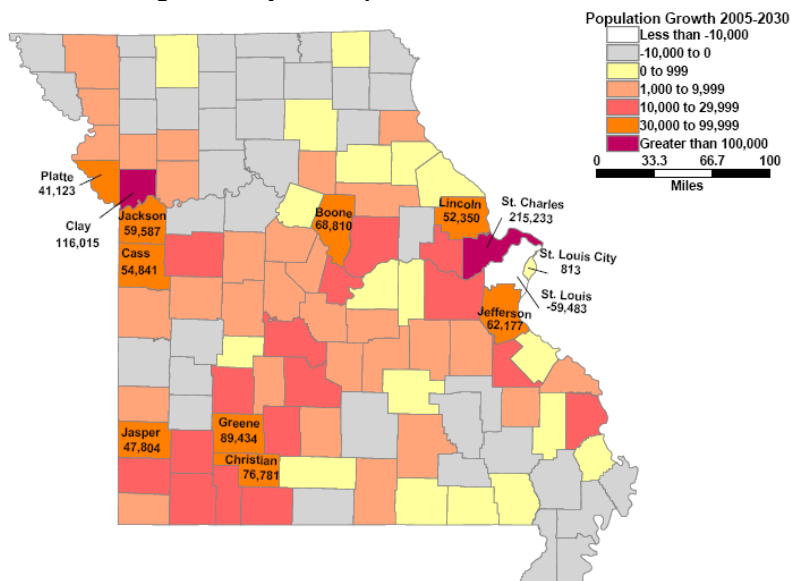 Population Growth 2005-2030
Less than -10,000
-10,000 to 0
0 to 999
1,000 to 9,999
10,000 to 29,999
30,000 to 99,999
Greater than 100,000
0 33.3 66.7 100
Miles
Platte
41,123
Clay
116,015
Jackson
59,587
Cass
54,841
Boone
68,810
Lincoln
52,350
St. Charles
215,233
St. Louis City
813
St. Louis
-59,483
Jefferson
62,177
Jasper
47,804
Greene
89,434
Christian
76,781